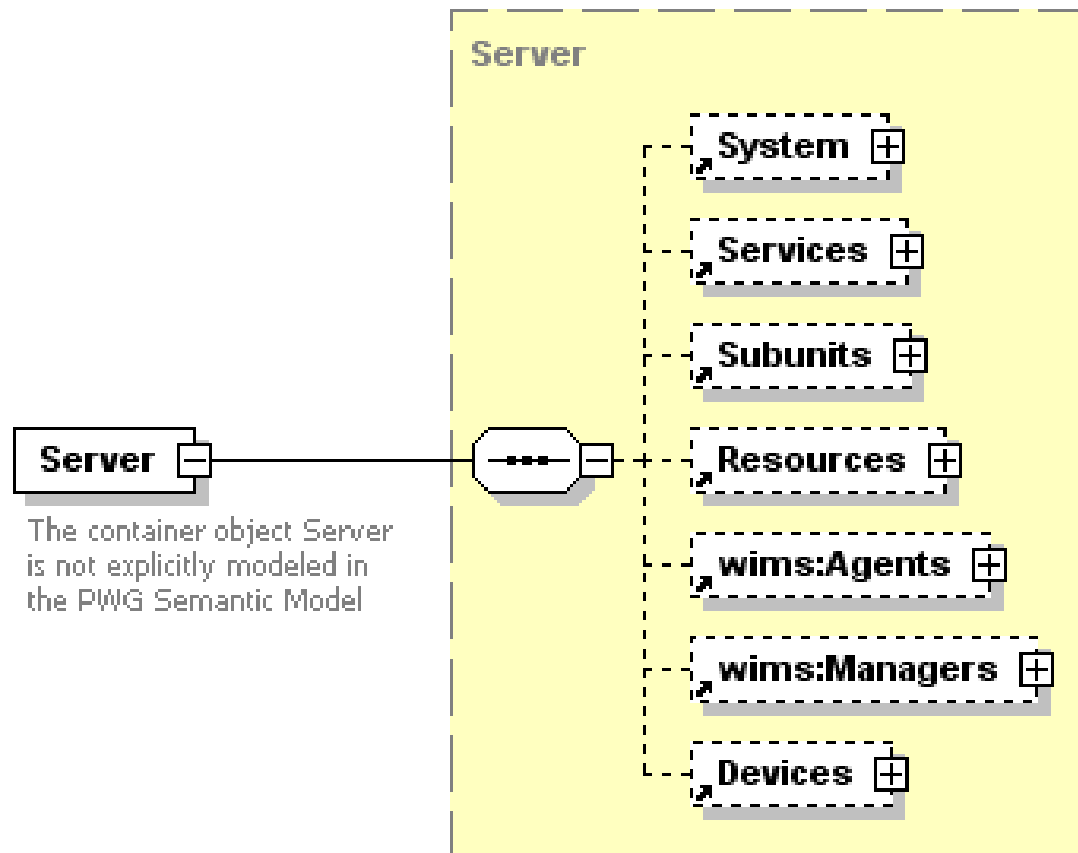 Server
System
Services
Subunits
Server
Resources
The container object Server
is not explicitly modeled in
the PWG Semantic Model
wims:Agents
wims:Managers
Devices